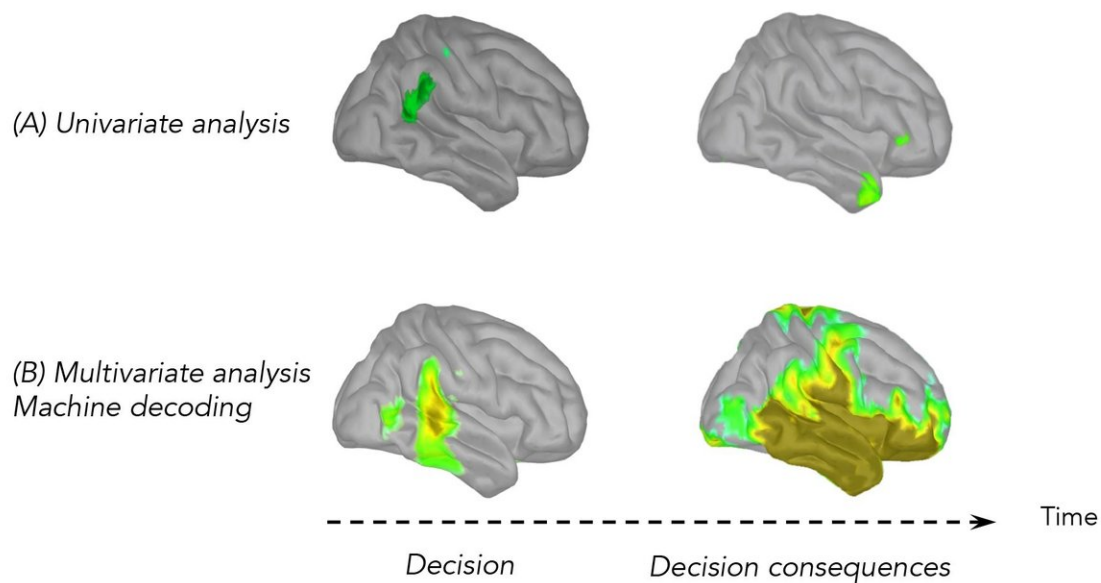 (A) Univariate analysis
(B) Multivariate analysis
Machine decoding
Time
Decision
Decision consequences